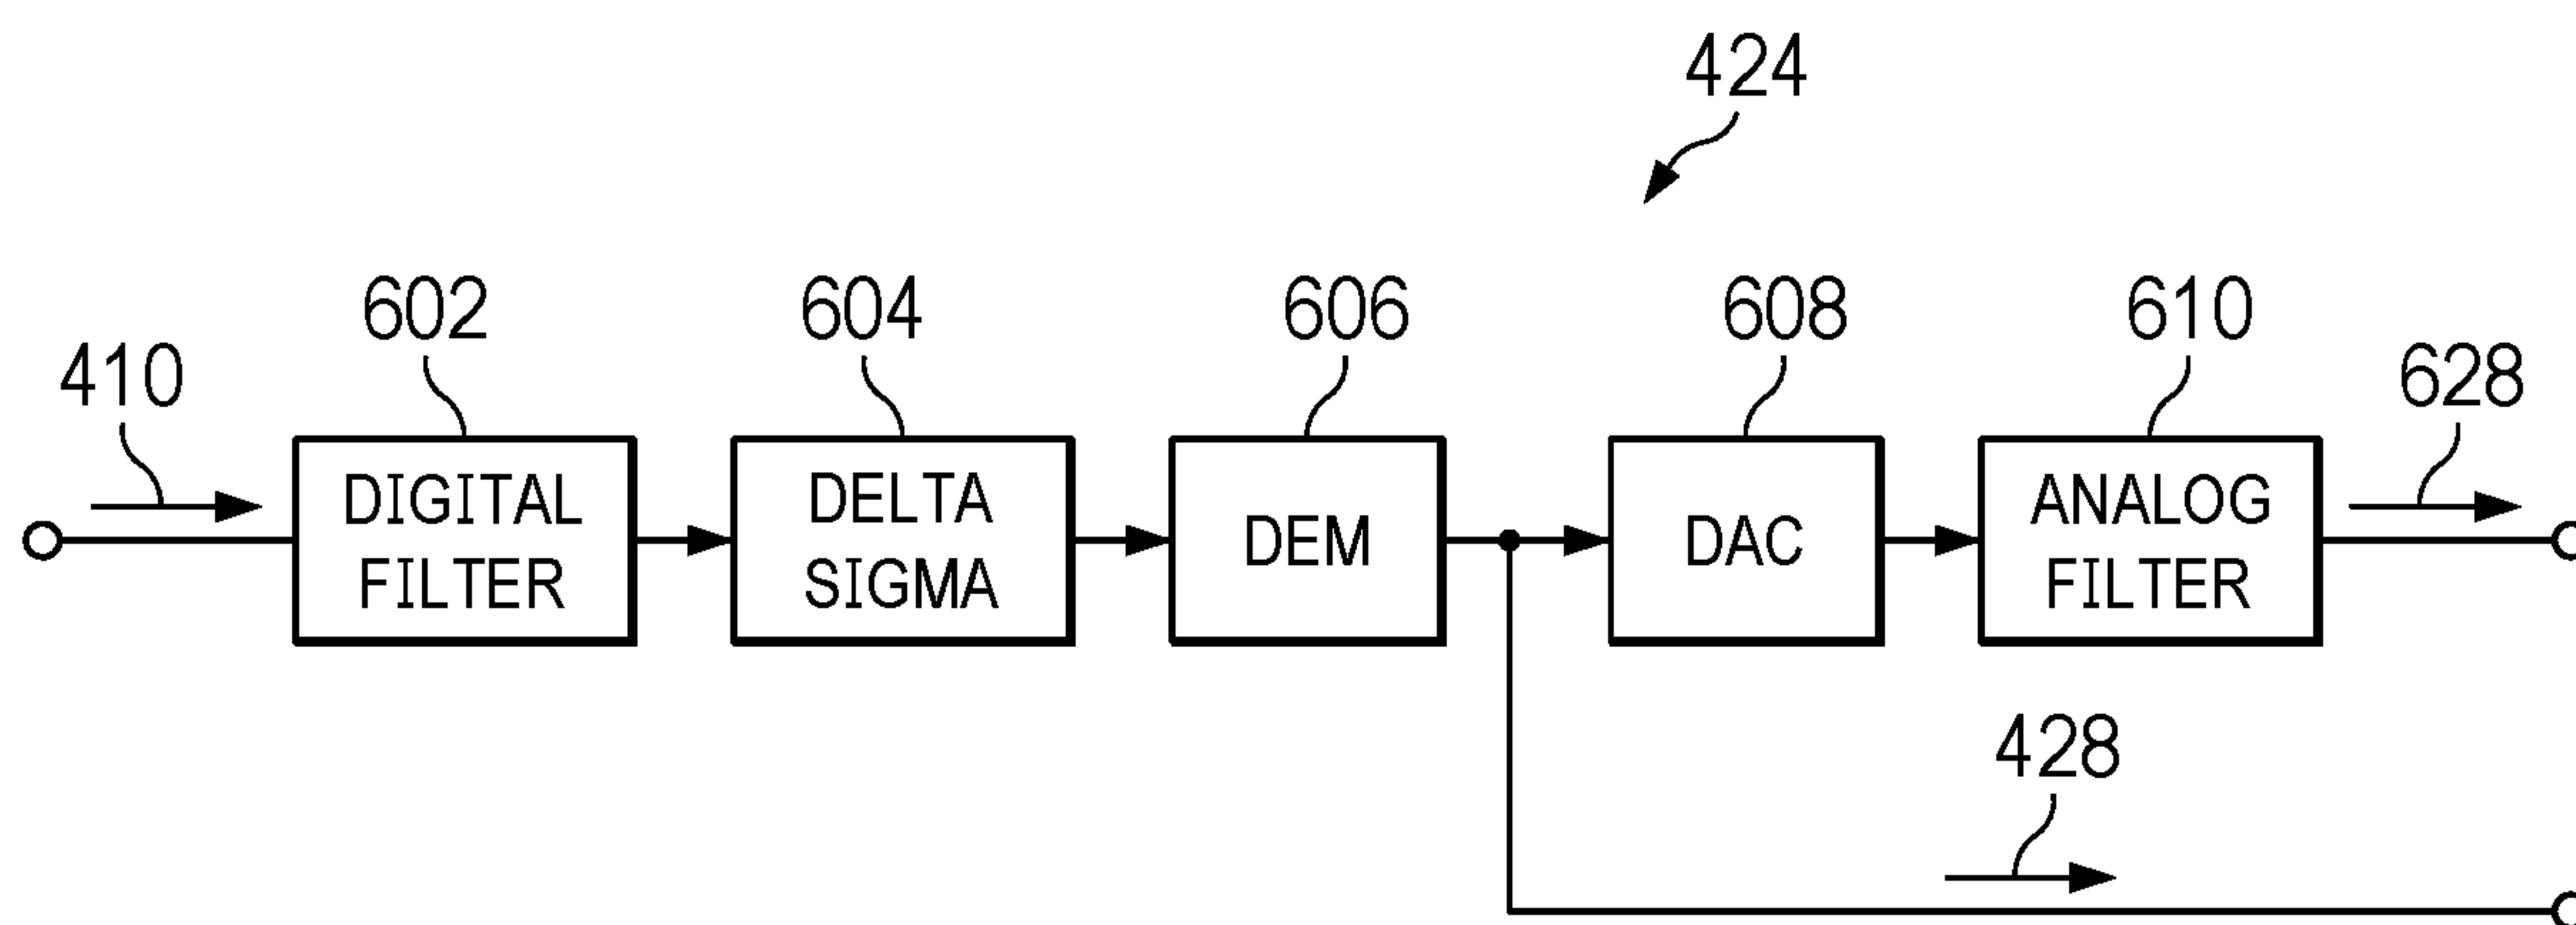 424
602
604
606
608
610
410
628
DIGITAL
FILTER
DELTA
SIGMA
DEM
DAC
ANALOG
FILTER
428